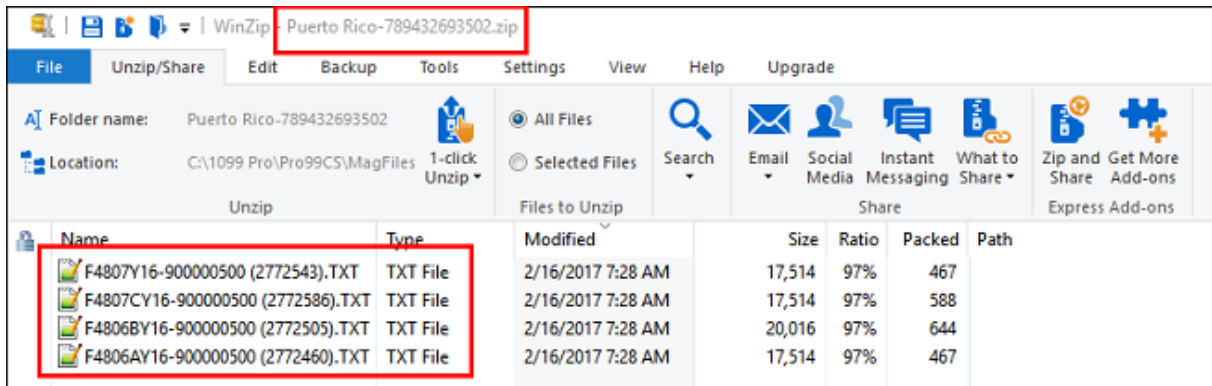 WinZip - Puerto Rico-789432693502.zip
File Unzip/Share Edit Backup Tools Settings View Help Upgrade
Folder name: Puerto Rico-789432693502
Location: C:\1099 Pro\Pro99CS\MagFiles
1-click
Unzip
Unzip
All Files
Selected Files
Files to Unzip
Search
Email
Social
Media
Instant
Messaging
What to
Share
Share
Zip and
Share
Get More
Add-ons
Express Add-ons
Name Type Modified Size Ratio Packed Path
F4807Y16-900000500 (2772543).TXT TXT File 2/16/2017 7:28 AM 17,514 97% 467
F4807CY16-900000500 (2772586).TXT TXT File 2/16/2017 7:28 AM 17,514 97% 588
F4806BY16-900000500 (2772505).TXT TXT File 2/16/2017 7:28 AM 20,016 97% 644
F4806AY16-900000500 (2772460).TXT TXT File 2/16/2017 7:28 AM 17,514 97% 467